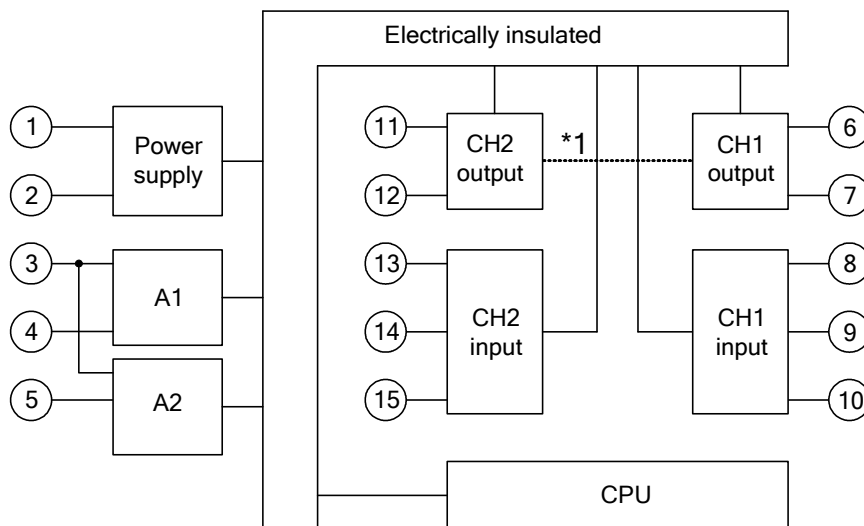 Electrically insulated
1
Power
supply
2
3
A1
4
A2
5
11
CH2
output
12
*1
CH1
output
6
7
13
CH2
input
14
15
CH1
input
8
9
10
CPU